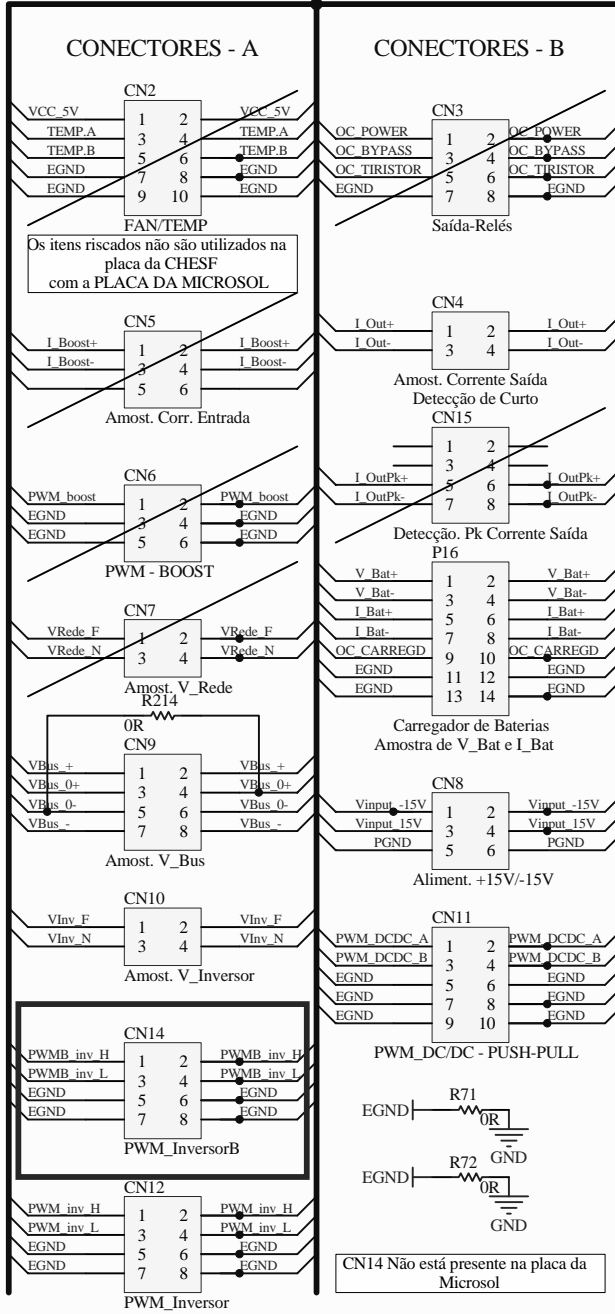 CONECTORES - A
CN2
VCC_5V 1 2 VCC_5V
TEMP.A 3 4 TEMP.A
TEMP.B 5 6 TEMP.B
EGND 7 8 EGND
EGND 9 10 EGND
FAN/TEMP
Os itens riscados não são utilizados na
placa da CHESF
com a PLACA DA MICROSOL
CN5
I_Boost+ 1 2 I_Boost+
I_Boost- 3 4 I_Boost-
5 6
Amost. Corr. Entrada
CN6
PWM_boost 1 2 PWM_boost
EGND 3 4 EGND
EGND 5 6 EGND
PWM - BOOST
CN7
VRede_F 1 2 VRede_F
VRede_N 3 4 VRede_N
Amost. V_Rede
R214
0R
CN9
VBus_+ 1 2 VBus_+
VBus_0+ 3 4 VBus_0+
VBus_0- 5 6 VBus_0-
VBus_- 7 8 VBus_-
Amost. V_Bus
CN10
VInv_F 1 2 VInv_F
VInv_N 3 4 VInv_N
Amost. V_Inversor
CN14
PWMB_inv_H 1 2 PWMB_inv_H
PWMB_inv_L 3 4 PWMB_inv_L
EGND 5 6 EGND
EGND 7 8 EGND
PWM_InversorB
CN12
PWM_inv_H 1 2 PWM_inv_H
PWM_inv_L 3 4 PWM_inv_L
EGND 5 6 EGND
EGND 7 8 EGND
PWM_Inversor
CONECTORES - B
CN3
OC_POWER 1 2 OC_POWER
OC_BYPASS 3 4 OC_BYPASS
OC_TIRISTOR 5 6 OC_TIRISTOR
EGND 7 8 EGND
Saída-Relés
CN4
I_Out+ 1 2 I_Out+
I_Out- 3 4 I_Out-
Amost. Corrente Saída
Detecção de Curto
CN15
1 2
3 4
I_OutPk+ 5 6 I_OutPk+
I_OutPk- 7 8 I_OutPk-
Detecção. Pk Corrente Saída
P16
V_Bat+ 1 2 V_Bat+
V_Bat- 3 4 V_Bat-
I_Bat+ 5 6 I_Bat+
I_Bat- 7 8 I_Bat-
OC_CARREGD 9 10 OC_CARREGD
EGND 11 12 EGND
EGND 13 14 EGND
Carregador de Baterias
Amostra de V_Bat e I_Bat
CN8
Vinput_-15V 1 2 Vinput_-15V
Vinput_15V 3 4 Vinput_15V
PGND 5 6 PGND
Aliment. +15V/-15V
CN11
PWM_DCDC_A 1 2 PWM_DCDC_A
PWM_DCDC_B 3 4 PWM_DCDC_B
EGND 5 6 EGND
EGND 7 8 EGND
EGND 9 10 EGND
PWM_DC/DC - PUSH-PULL
R71
EGND 0R
GND
R72
EGND 0R
GND
CN14 Não está presente na placa da
Microsol